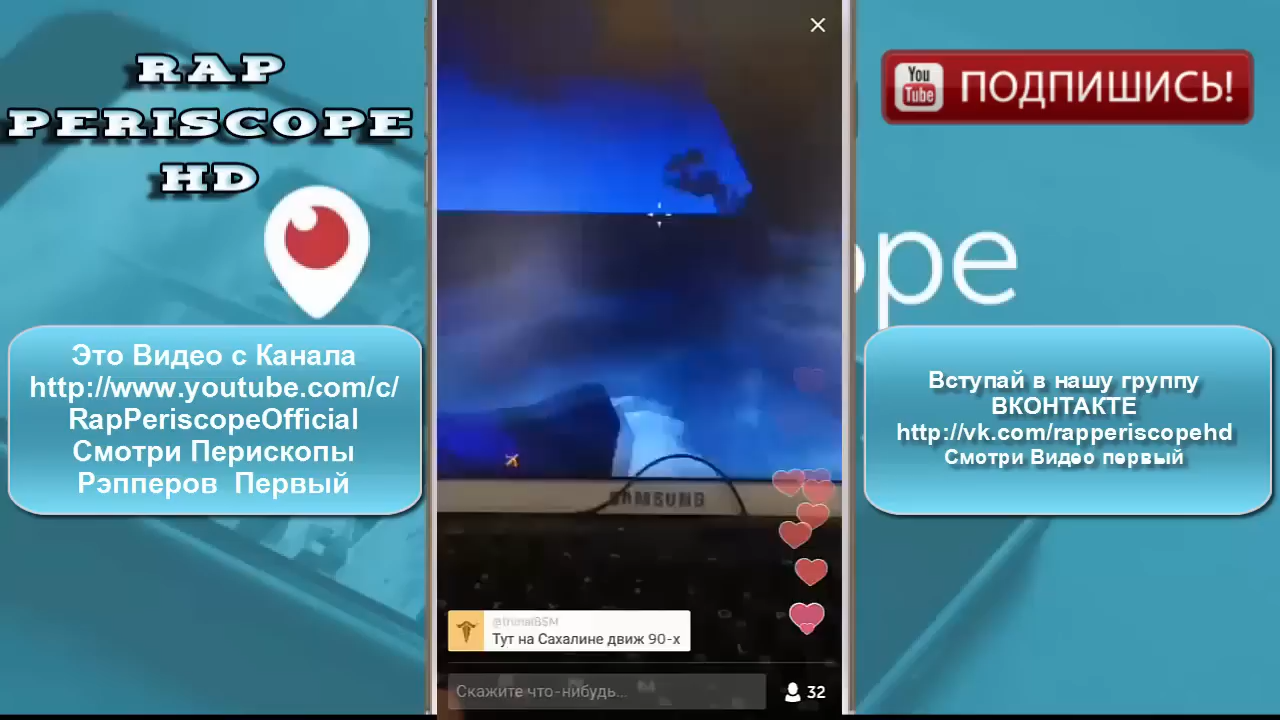 RAP
PERISCOPE
HD
Это Видео с Канала
http://www.youtube.com/c/
RapPeriscopeOfficial
Смотри Перископы
Рэпперов Первый
SAMSUNG
Тут на Сахалине движ 90-х
Скажите что-нибудь...
32
You
Tube
ПОДПИШИСЬ!
ope
Вступай в нашу группу
ВКОНТАКТЕ
http://vk.com/rapperiscopehd
Смотри Видео первый